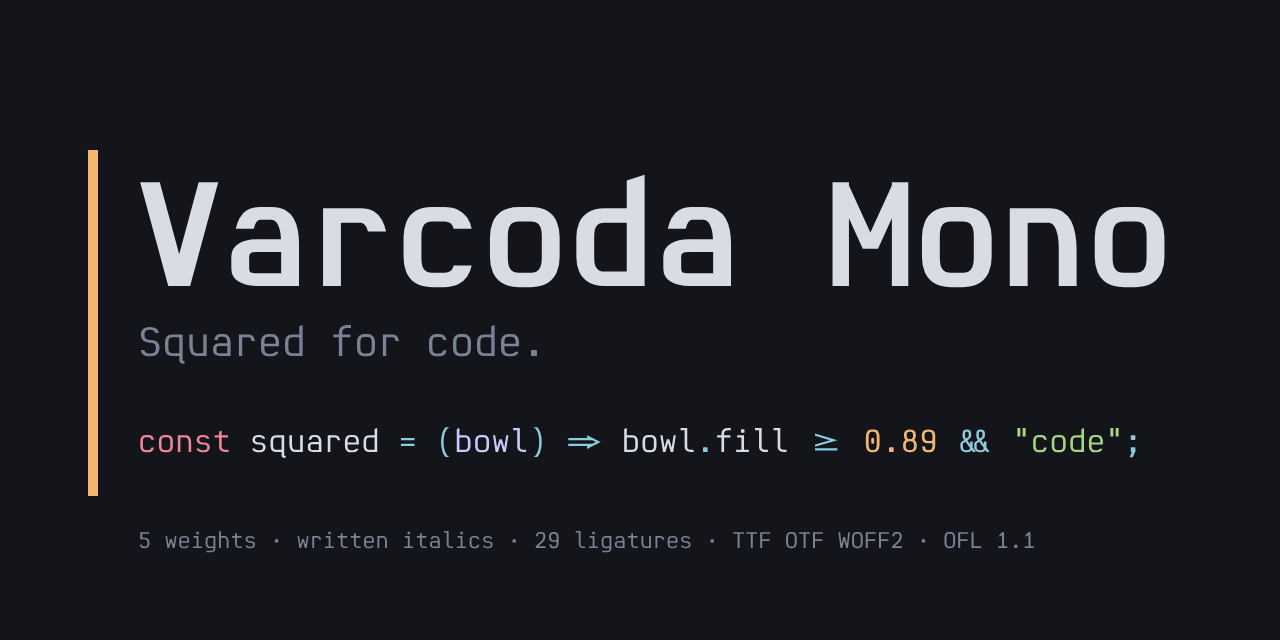 Varcoda Mono
Squared for code.
const squared = (bowl) => bowl.fill >= 0.89 && "code";
5 weights · written italics · 29 ligatures · TTF OTF WOFF2 · OFL 1.1